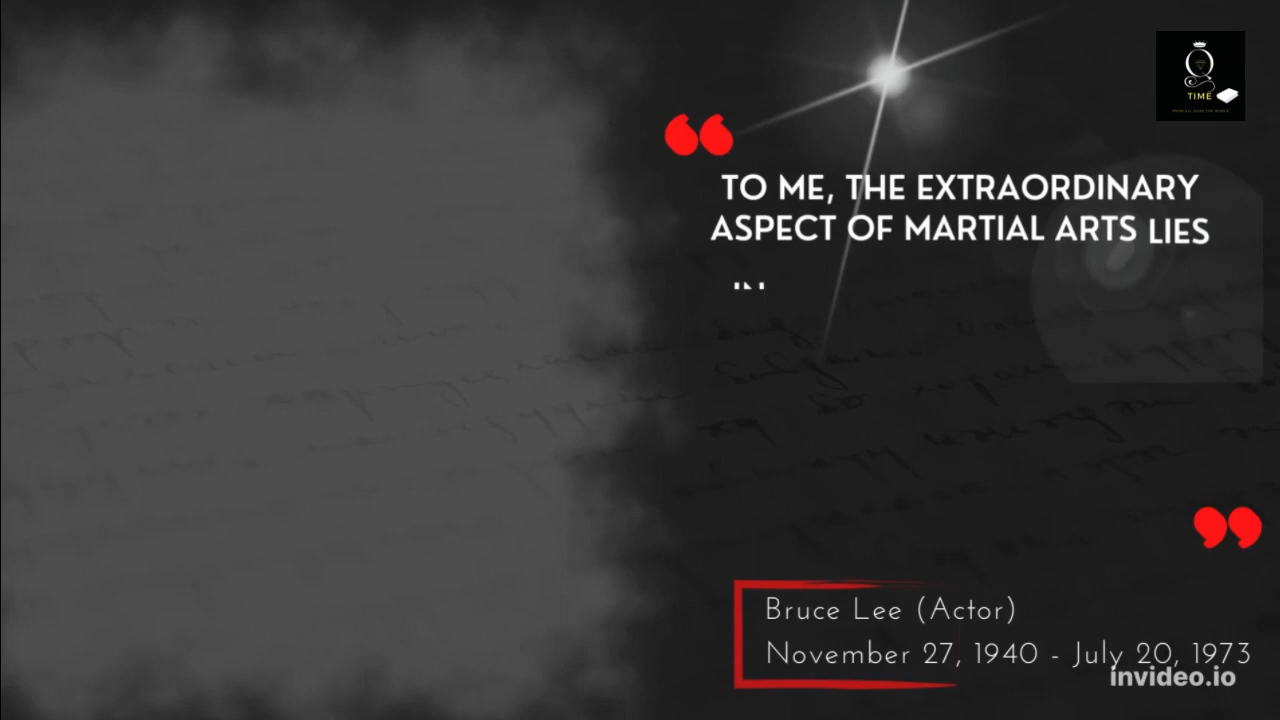 TIME
TO ME, THE EXTRAORDINARY
ASPECT OF MARTIAL ARTS LIES
Bruce Lee (Actor)
November 27, 1940 - July 20, 1973
invideo.io